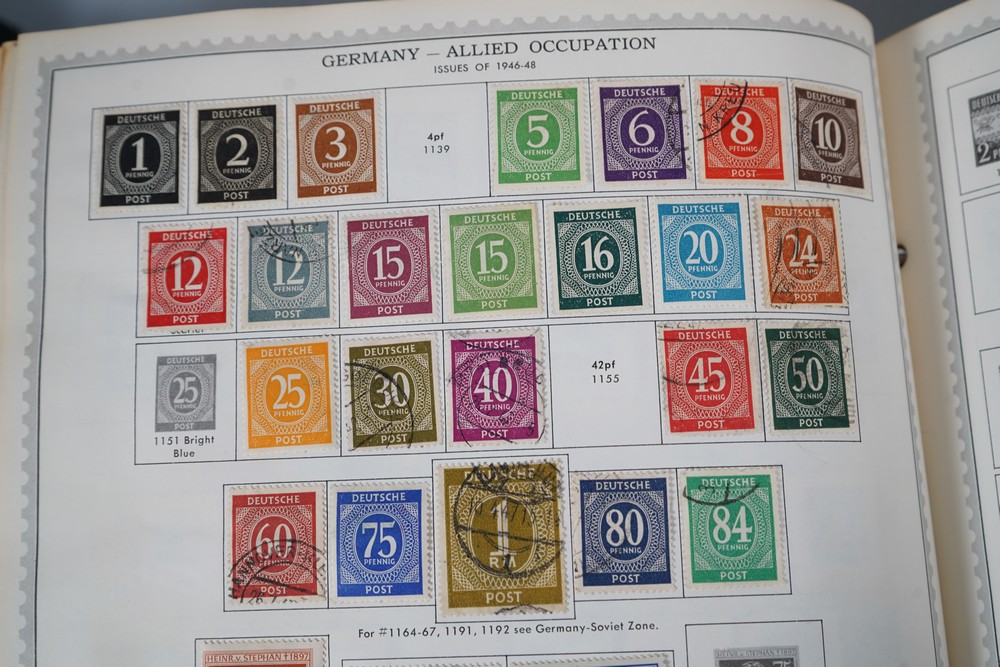 GERMANY — ALLIED OCCUPATION
ISSUES OF 1946-48
DEUTSCHE
1
PFENNIG
POST
DEUTSCHE
2
PFENNIG
POST
DEUTSCHE
3
PFENNIG
POST
4pf
1139
DEUTSCHE
5
PFENNIG
POST
DEUTSCHE
6
PFENNIG
POST
DEUTSCHE
8
PFENNIG
POST
DEUTSCHE
10
PFENNIG
POST
DEUTSCHE
12
PFENNIG
POST
DEUTSCHE
12
PFENNIG
POST
DEUTSCHE
15
PFENNIG
POST
DEUTSCHE
15
PFENNIG
POST
DEUTSCHE
16
PFENNIG
POST
DEUTSCHE
20
PFENNIG
POST
DEUTSCHE
24
PFENNIG
POST
DEUTSCHE
25
PFENNIG
POST
1151 Bright
Blue
DEUTSCHE
25
PFENNIG
POST
DEUTSCHE
30
PFENNIG
POST
DEUTSCHE
40
PFENNIG
POST
42pf
1155
DEUTSCHE
45
PFENNIG
POST
DEUTSCHE
50
PFENNIG
POST
DEUTSCHE
60
POST
DEUTSCHE
75
PFENNIG
POST
1
RM
POST
DEUTSCHE
80
PFENNIG
POST
DEUTSCHE
84
PFENNIG
POST
For #1164-67, 1191, 1192 see Germany-Soviet Zone.
HEINR.v.STEPHAN †1897